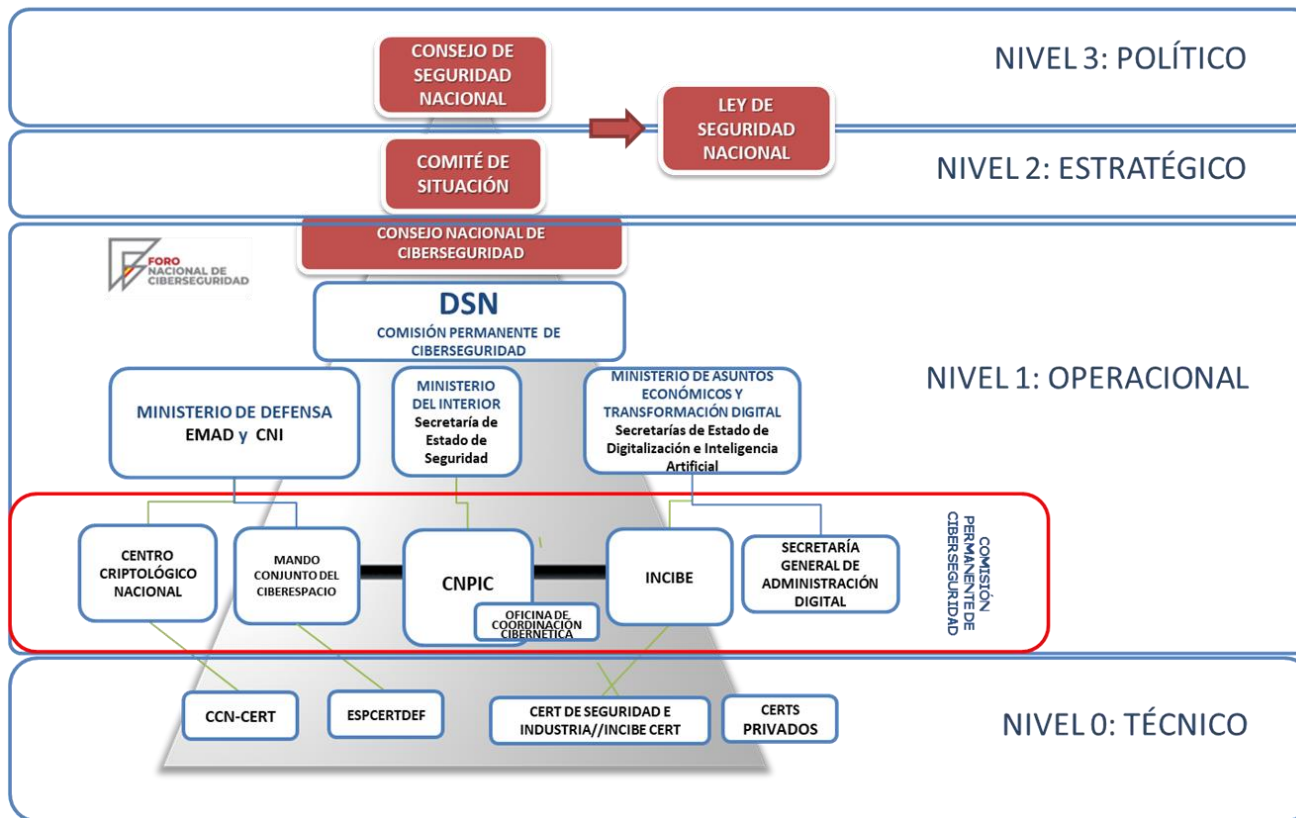 CONSEJO DE
SEGURIDAD
NACIONAL
NIVEL 3: POLÍTICO
LEY DE
SEGURIDAD
NACIONAL
COMITÉ DE
SITUACIÓN
NIVEL 2: ESTRATÉGICO
CONSEJO NACIONAL DE
CIBERSEGURIDAD
FORO
NACIONAL DE
CIBERSEGURIDAD
DSN
COMISIÓN PERMANENTE DE
CIBERSEGURIDAD
NIVEL 1: OPERACIONAL
MINISTERIO DE DEFENSA
EMAD y CNI
MINISTERIO
DEL INTERIOR
Secretaría de
Estado de
Seguridad
MINISTERIO DE ASUNTOS
ECONÓMICOS Y
TRANSFORMACIÓN DIGITAL
Secretarías de Estado de
Digitalización e Inteligencia
Artificial
CENTRO
CRIPTOLÓGICO
NACIONAL
MANDO
CONJUNTO DEL
CIBERESPACIO
CNPIC
OFICINA DE
COORDINACIÓN
CIBERNÉTICA
INCIBE
SECRETARÍA
GENERAL DE
ADMINISTRACIÓN
DIGITAL
COMISIÓN
PERMANENTE DE
CIBERSEGURIDAD
CCN-CERT
ESPCERTDEF
CERT DE SEGURIDAD E
INDUSTRIA//INCIBE CERT
CERTS
PRIVADOS
NIVEL 0: TÉCNICO